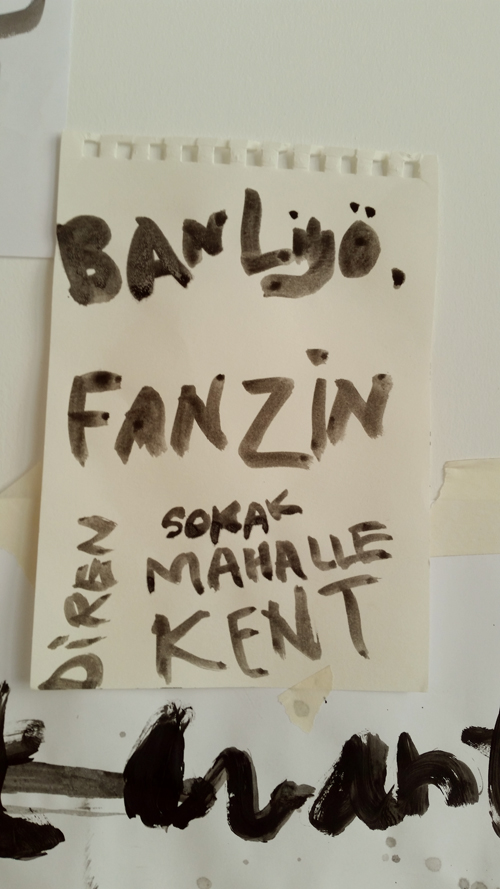 BANLİYÖ.
FANZİN
DİREN
SOKAK
MAHALLE
KENT